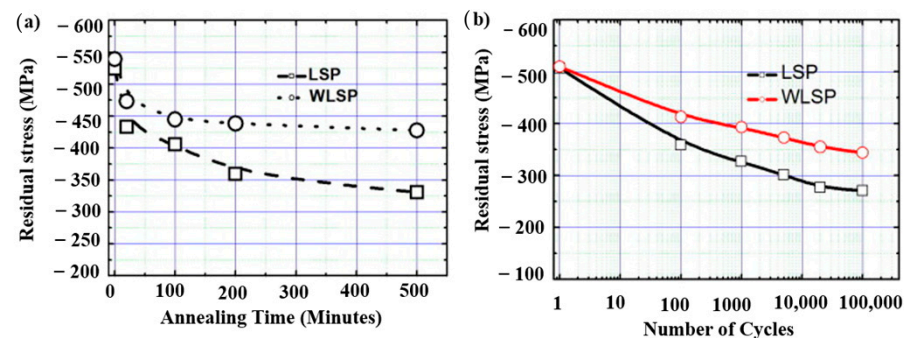 (a)
− 600
− 550
− 450
− 450
− 350
− 350
− 300
− 250
− 200
Residual stress (MPa)
LSP
WLSP
0 100 200 300 400 500
Annealing Time (Minutes)
(b)
− 600
− 500
− 400
− 300
− 200
− 100
Residual stress (MPa)
LSP
WLSP
1 10 100 1000 10,000 100,000
Number of Cycles